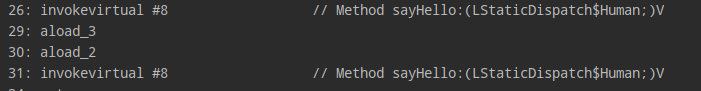 26: invokevirtual #8 // Method sayHello:(LStaticDispatch$Human;)V
29: aload_3
30: aload_2
31: invokevirtual #8 // Method sayHello:(LStaticDispatch$Human;)V